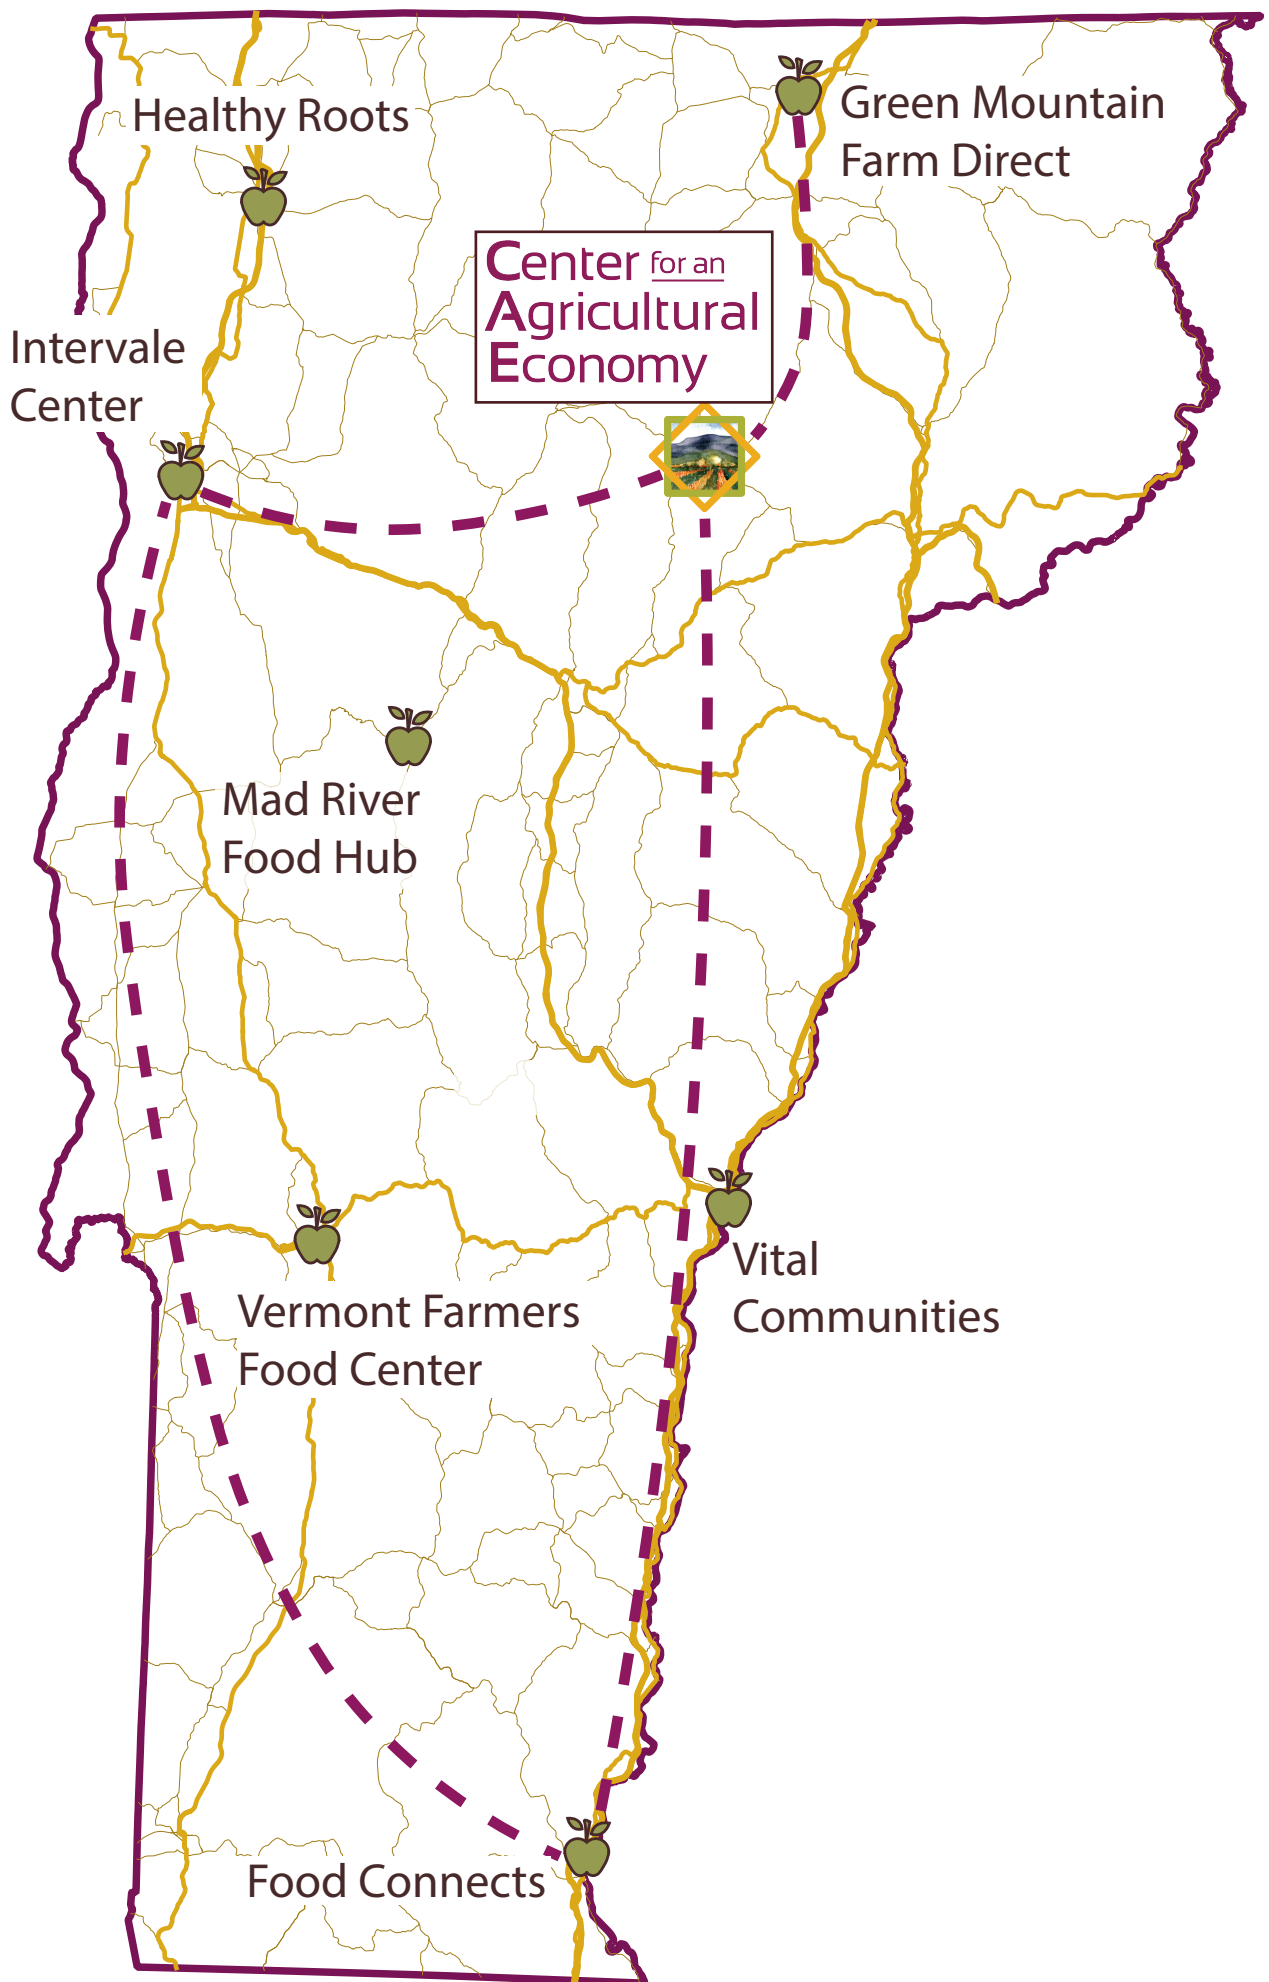 Healthy Roots
Green Mountain
Farm Direct
Center for an
Agricultural
Economy
Intervale
Center
Mad River
Food Hub
Vital
Communities
Vermont Farmers
Food Center
Food Connects